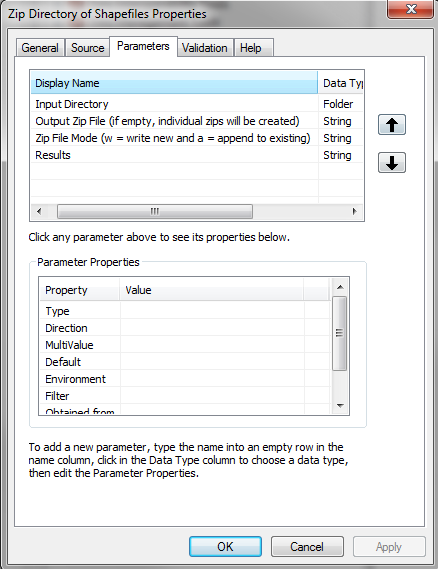 Zip Directory of Shapefiles Properties
General Source Parameters Validation Help
Display Name Data Typ
Input Directory Folder
Output Zip File (if empty, individual zips will be created) String
Zip File Mode (w = write new and a = append to existing) String
Results String
Click any parameter above to see its properties below.
Parameter Properties
Property Value
Type
Direction
MultiValue
Default
Environment
Filter
Obtained from
To add a new parameter, type the name into an empty row in the
name column, click in the Data Type column to choose a data type,
then edit the Parameter Properties.
OK Cancel Apply